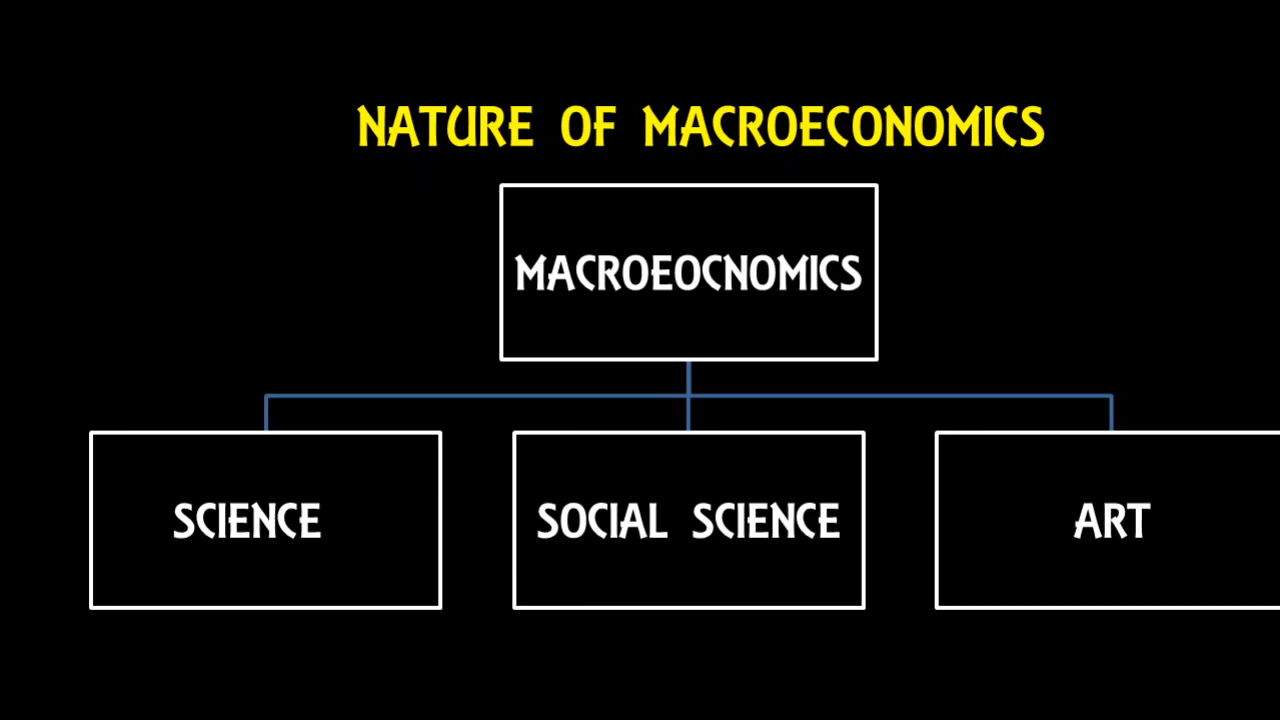 NATURE OF MACROECONOMICS
MACROEOCNOMICS
SCIENCE
SOCIAL SCIENCE
ART